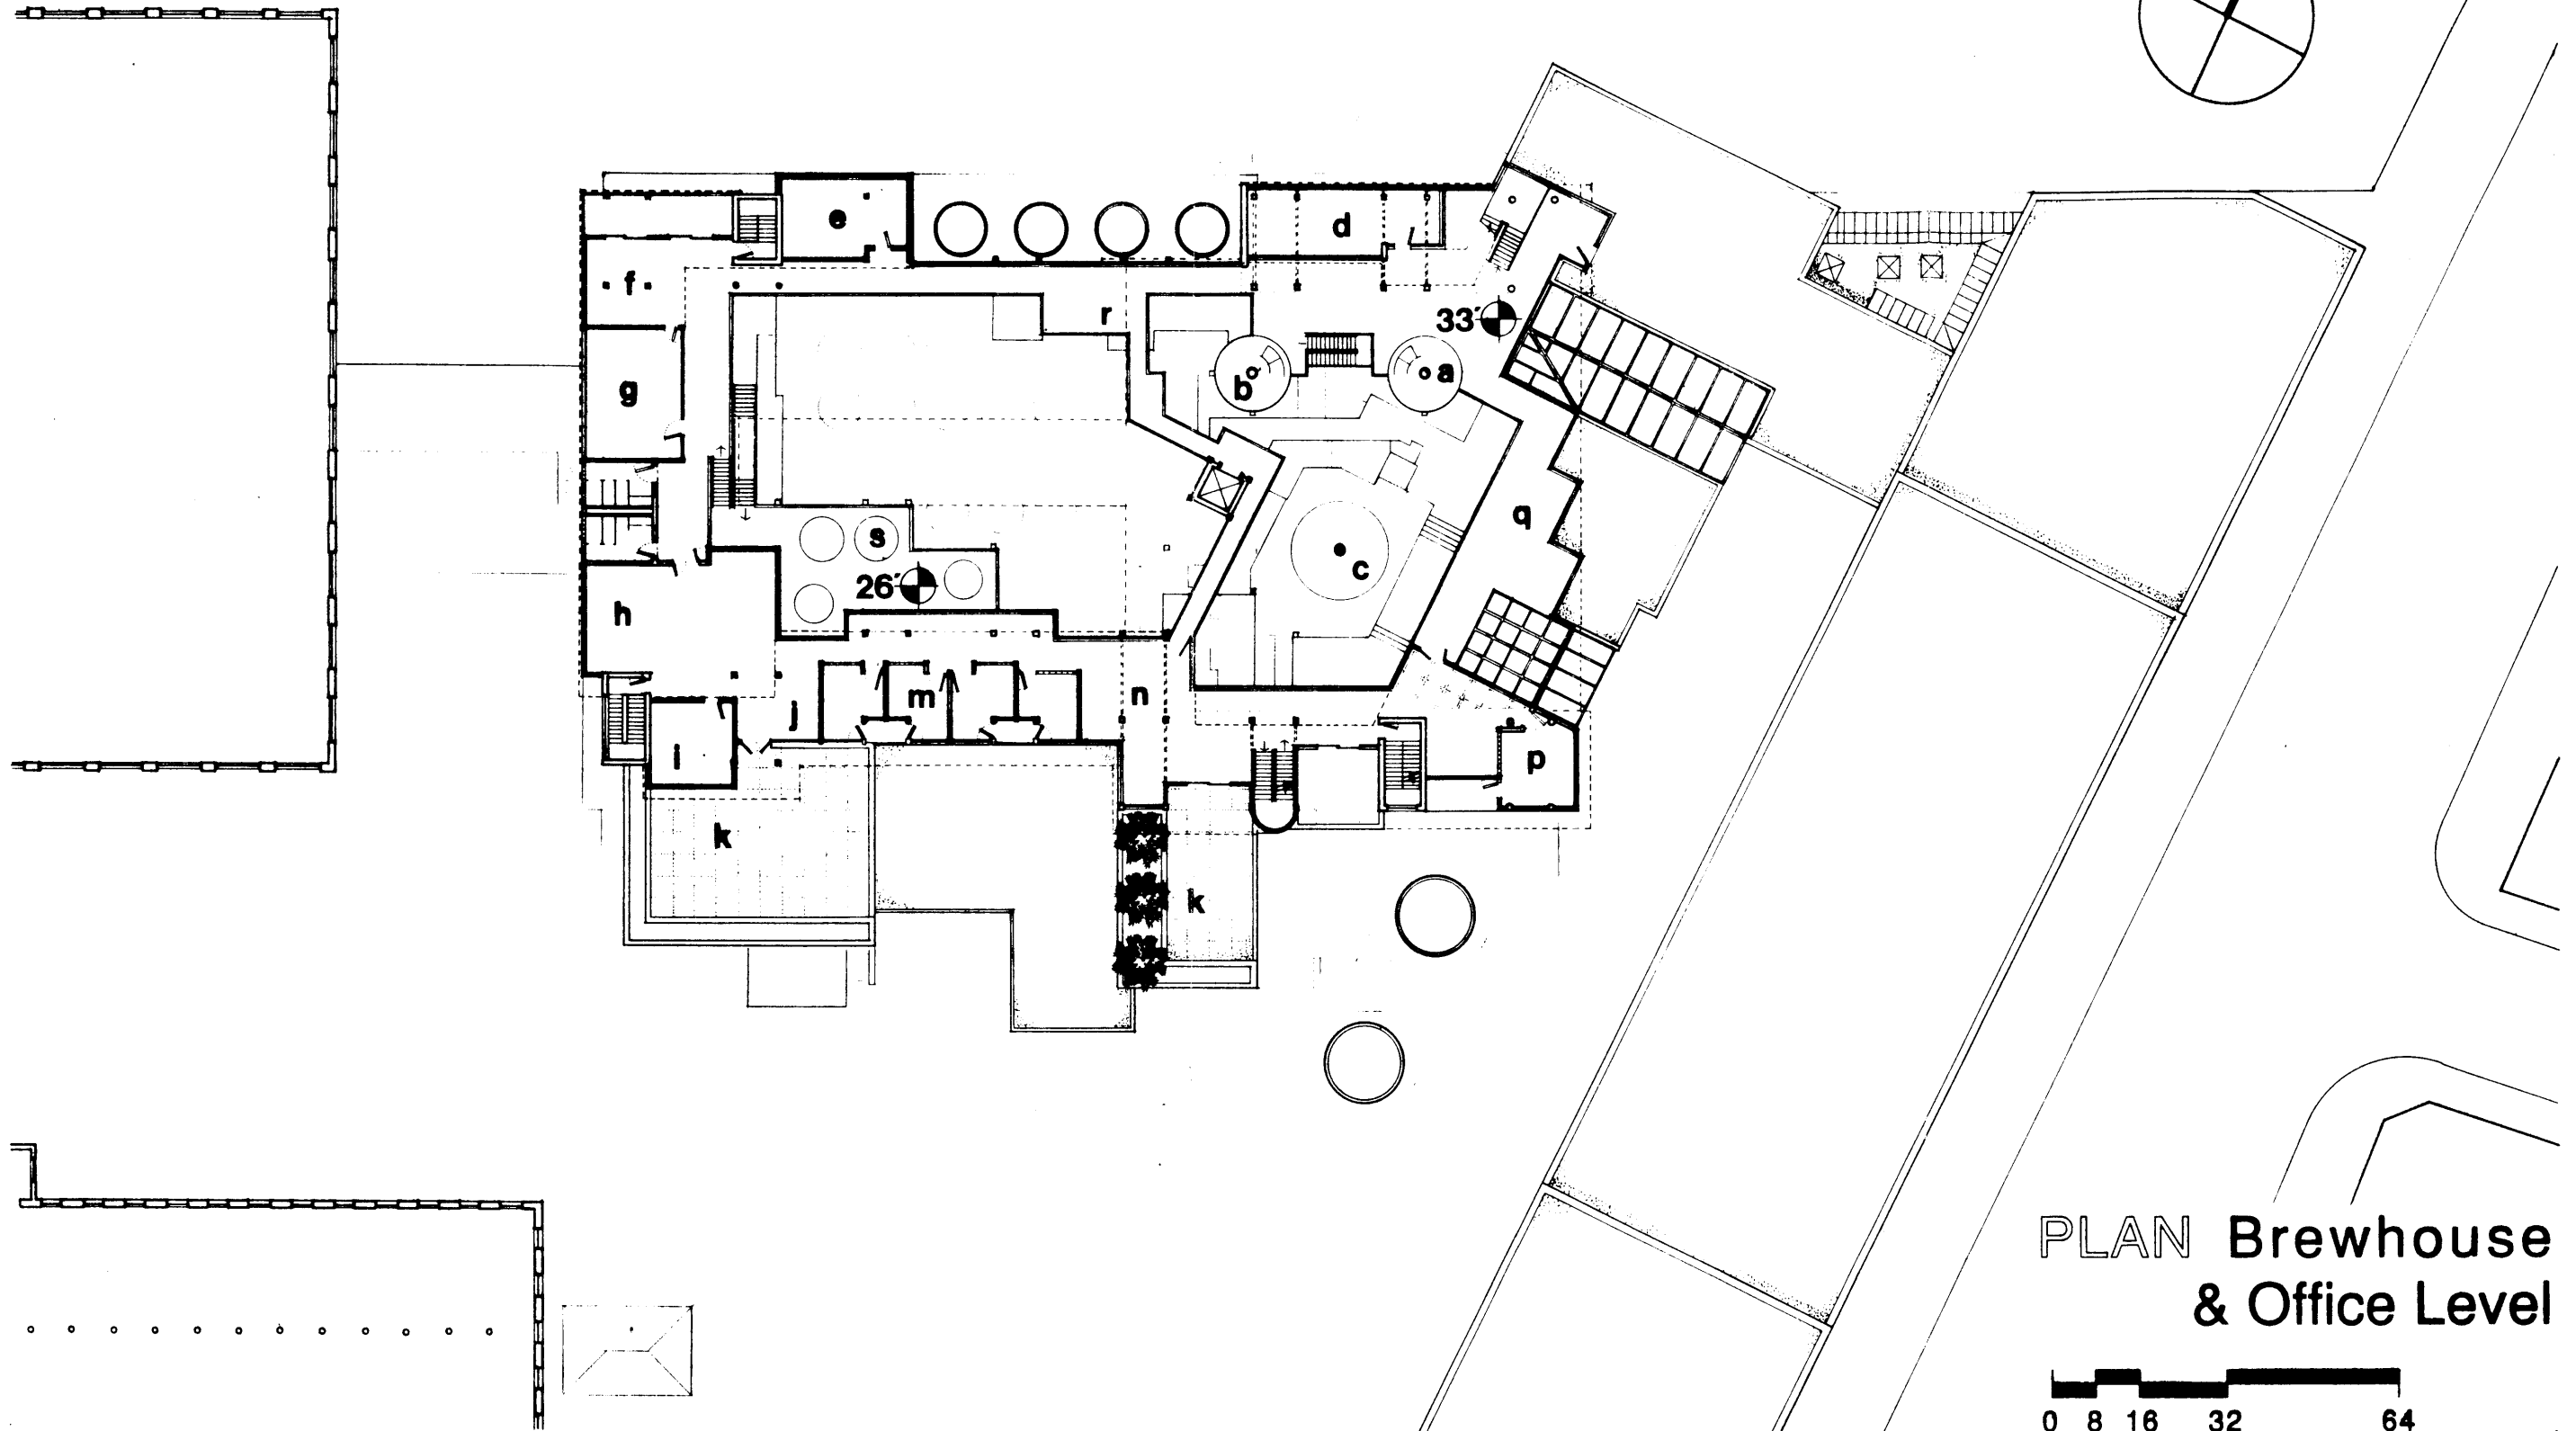 e
d
f
r
33'
g
b
a
q
s
c
26'
h
m
n
j
i
p
k
k
PLAN Brewhouse
& Office Level
0 8 16 32 64